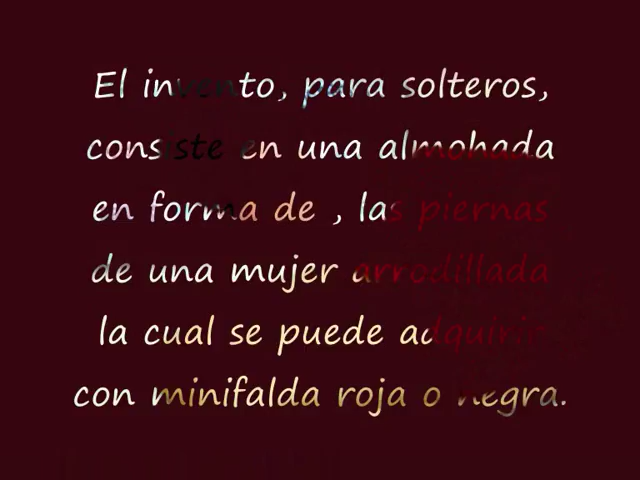 El invento, para solteros,
consiste en una almohada
en forma de , las piernas
de una mujer arrodillada
la cual se puede adquirir
con minifalda roja o negra.